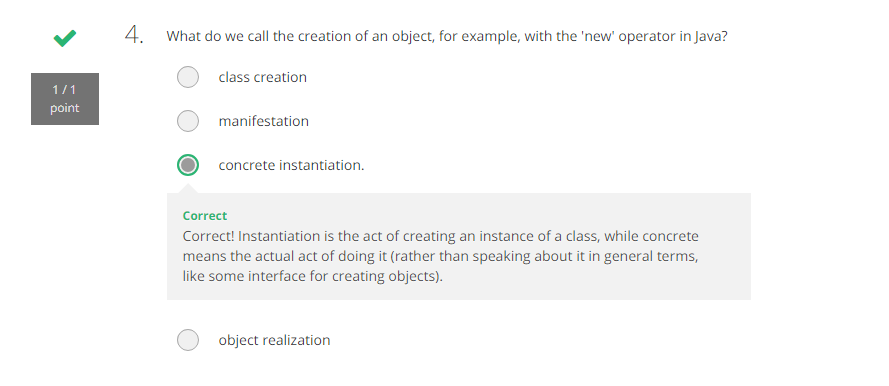 4. What do we call the creation of an object, for example, with the 'new' operator in Java?
1 / 1
point
class creation
manifestation
concrete instantiation.
Correct
Correct! Instantiation is the act of creating an instance of a class, while concrete
means the actual act of doing it (rather than speaking about it in general terms,
like some interface for creating objects).
object realization